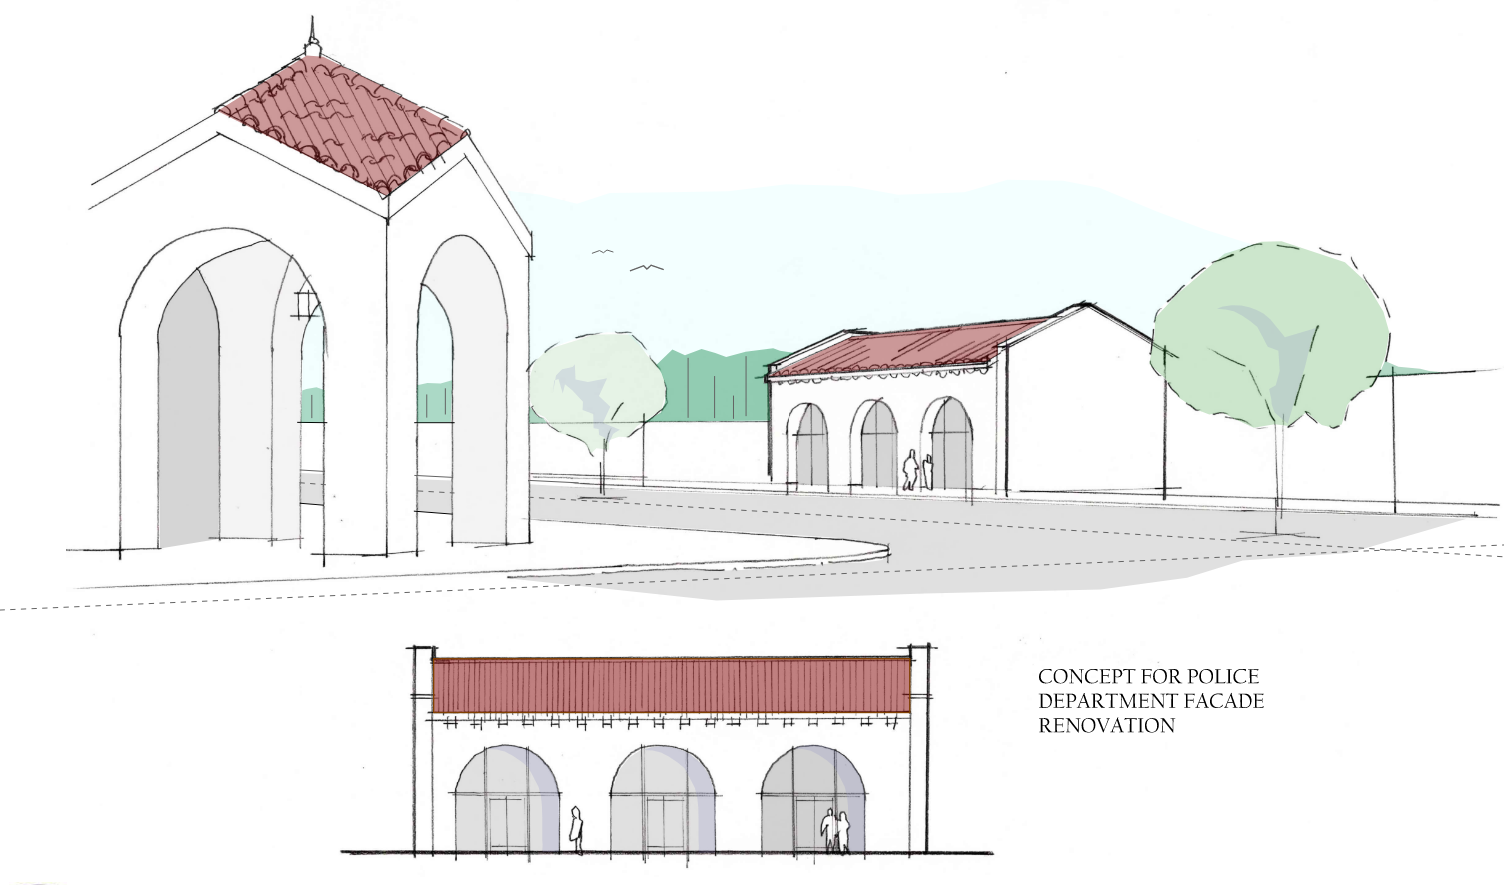 CONCEPT FOR POLICE
DEPARTMENT FACADE
RENOVATION